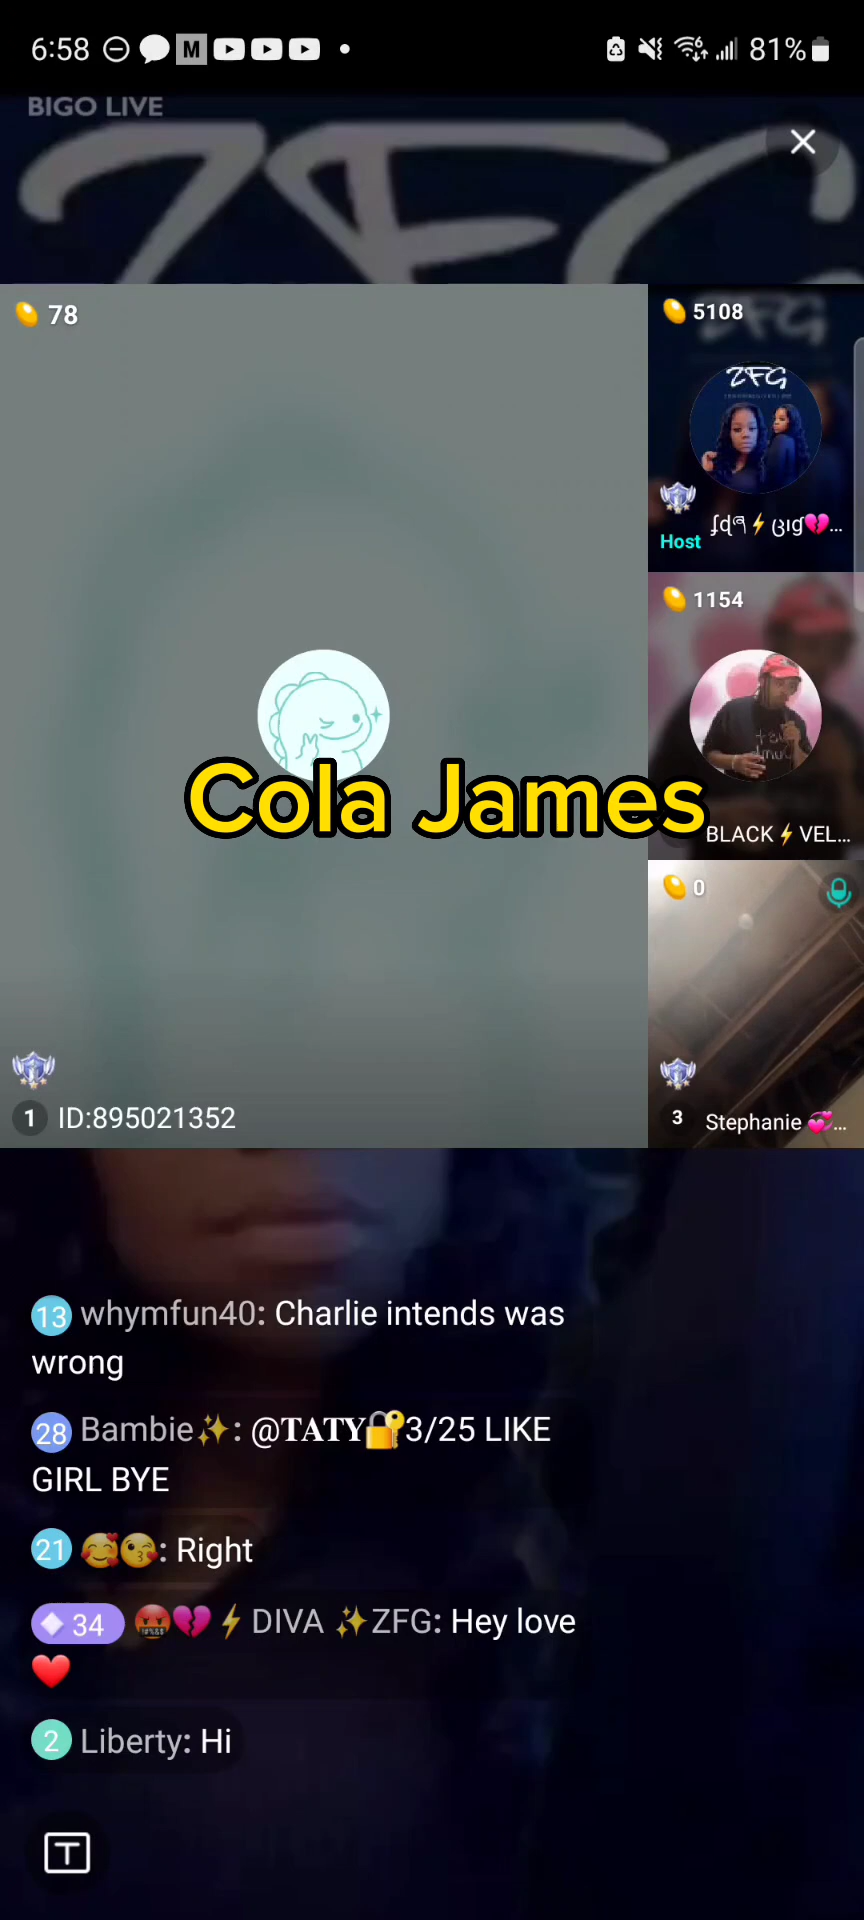 6:58
M
81%
BIGO LIVE
ZFG
78
5108
ZFG
Host
1154
Cola James
BLACK⚡VEL...
0
1 ID:895021352
3 Stephanie 💞...
13 whymfun40: Charlie intends was
wrong
28 Bambie✨: @𝐓𝐀𝐓𝐘🔐3/25 LIKE
GIRL BYE
21 🥰😘: Right
34 🤬💔⚡DIVA ✨ZFG: Hey love
❤️
2 Liberty: Hi
T